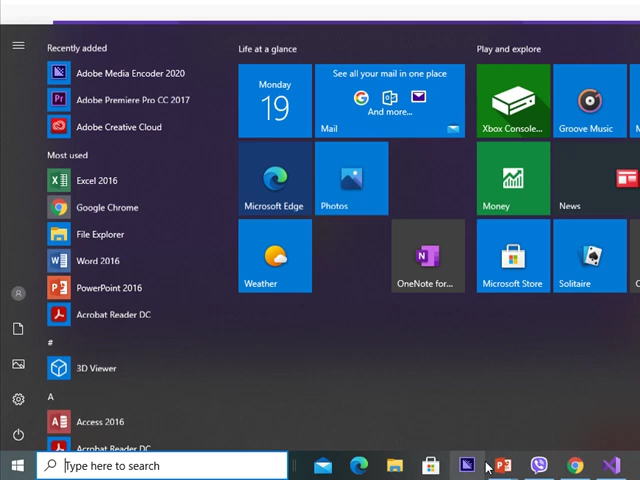 Recently added
Adobe Media Encoder 2020
Adobe Premiere Pro CC 2017
Adobe Creative Cloud
Most used
Excel 2016
Google Chrome
File Explorer
Word 2016
PowerPoint 2016
Acrobat Reader DC
#
3D Viewer
A
Access 2016
Acrobat Reader DC
Life at a glance
Monday
19
See all your mail in one place
And more...
Mail
Microsoft Edge
Photos
Weather
OneNote for...
Play and explore
Xbox Console...
Groove Music
Money
News
Microsoft Store
Solitaire
Type here to search